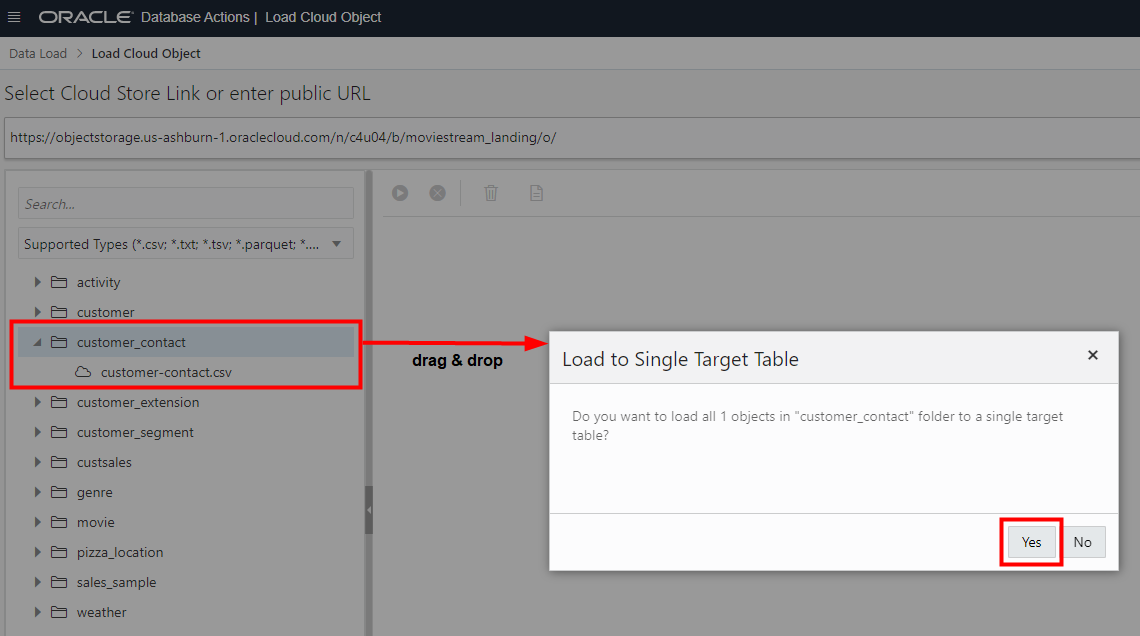 ORACLE Database Actions | Load Cloud Object
Data Load > Load Cloud Object
Select Cloud Store Link or enter public URL
https://objectstorage.us-ashburn-1.oraclecloud.com/n/c4u04/b/moviestream_landing/o/
Search...
Supported Types (*.csv; *.txt; *.tsv; *.parquet; *....
activity
customer
customer_contact
customer-contact.csv
customer_extension
customer_segment
custsales
genre
movie
pizza_location
sales_sample
weather
drag & drop
Load to Single Target Table
Do you want to load all 1 objects in "customer_contact" folder to a single target
table?
Yes No